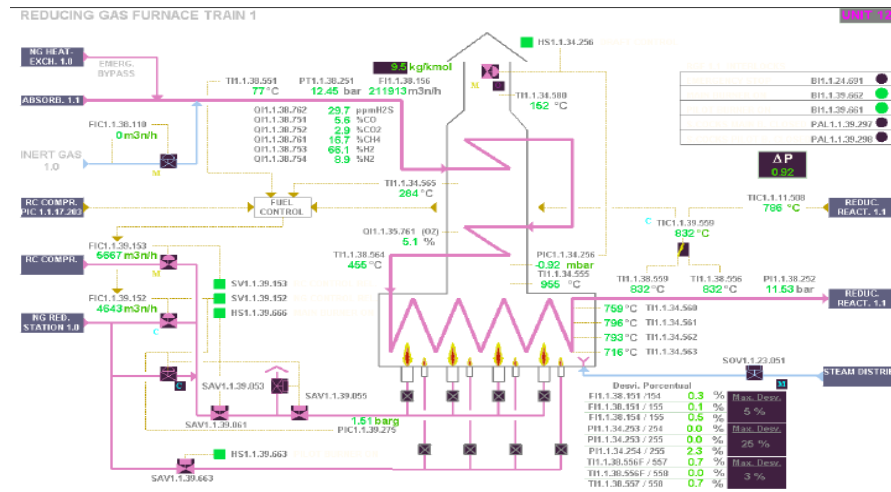 REDUCING GAS FURNACE TRAIN 1
UNIT 12
HS1.1.34.256
NG HEAT-
EXCH. 1.0
EMERG.
BYPASS
9.5 kg/kmol
TI1.1.38.551
77 °C
PT1.1.38.251
12.45 bar
FI1.1.38.156
211913 m3n/h
ABSORB. 1.1
M
TI1.1.34.580
152 °C
BI1.1.24.691
BI1.1.39.662
BI1.1.39.661
PAL1.1.39.297
PAL1.1.39.298
QI1.1.38.762 29.7 ppmH2S
QI1.1.38.751 5.6 %CO
QI1.1.38.752 2.9 %CO2
QI1.1.38.761 16.7 %CH4
QI1.1.38.753 66.1 %H2
QI1.1.38.754 8.9 %N2
FIC1.1.38.110
0 m3n/h
INERT GAS
1.0
M
Δ P
0.92
TI1.1.34.565
284 °C
RC COMPR.
PIC 1.1.17.203
FUEL
CONTROL
TIC1.1.11.588
786 °C
REDUC.
REACT. 1.1
C
TIC1.1.39.559
832 °C
QI1.1.35.761 (O2)
5.1 %
FIC1.1.39.153
5667 m3n/h
RC COMPR.
M
TI1.1.38.564
455 °C
PIC1.1.34.256
-0.92 mbar
TI1.1.34.555
955 °C
TI1.1.38.559
832 °C
TI1.1.38.556
832 °C
PI1.1.38.252
11.53 bar
REDUC.
REACT. 1.1
SV1.1.39.153
SV1.1.39.152
HS1.1.39.666
FIC1.1.39.152
4643 m3n/h
NG RED.
STATION 1.0
C
759 °C TI1.1.34.560
796 °C TI1.1.34.561
793 °C TI1.1.34.562
716 °C TI1.1.34.563
SOV1.1.23.051
STEAM DISTRI
M
C
SAV1.1.39.053
SAV1.1.39.055
SAV1.1.39.061
1.51 barg
PIC1.1.39.275
HS1.1.39.663
SAV1.1.39.663
Desvi. Porcentual
FI1.1.38.151 /154 0.3 %
FI1.1.38.151 / 155 0.1 %
FI1.1.38.154 / 155 0.5 %
Max. Desv.
5 %
PI1.1.34.253 / 254 0.0 %
PI1.1.34.253 / 255 0.0 %
PI1.1.34.254 / 255 2.3 %
Max. Desv.
25 %
TI1.1.38.556F / 557 0.7 %
TI1.1.38.556F / 558 0.0 %
TI1.1.38.557 / 558 0.7 %
Max. Desv.
3 %